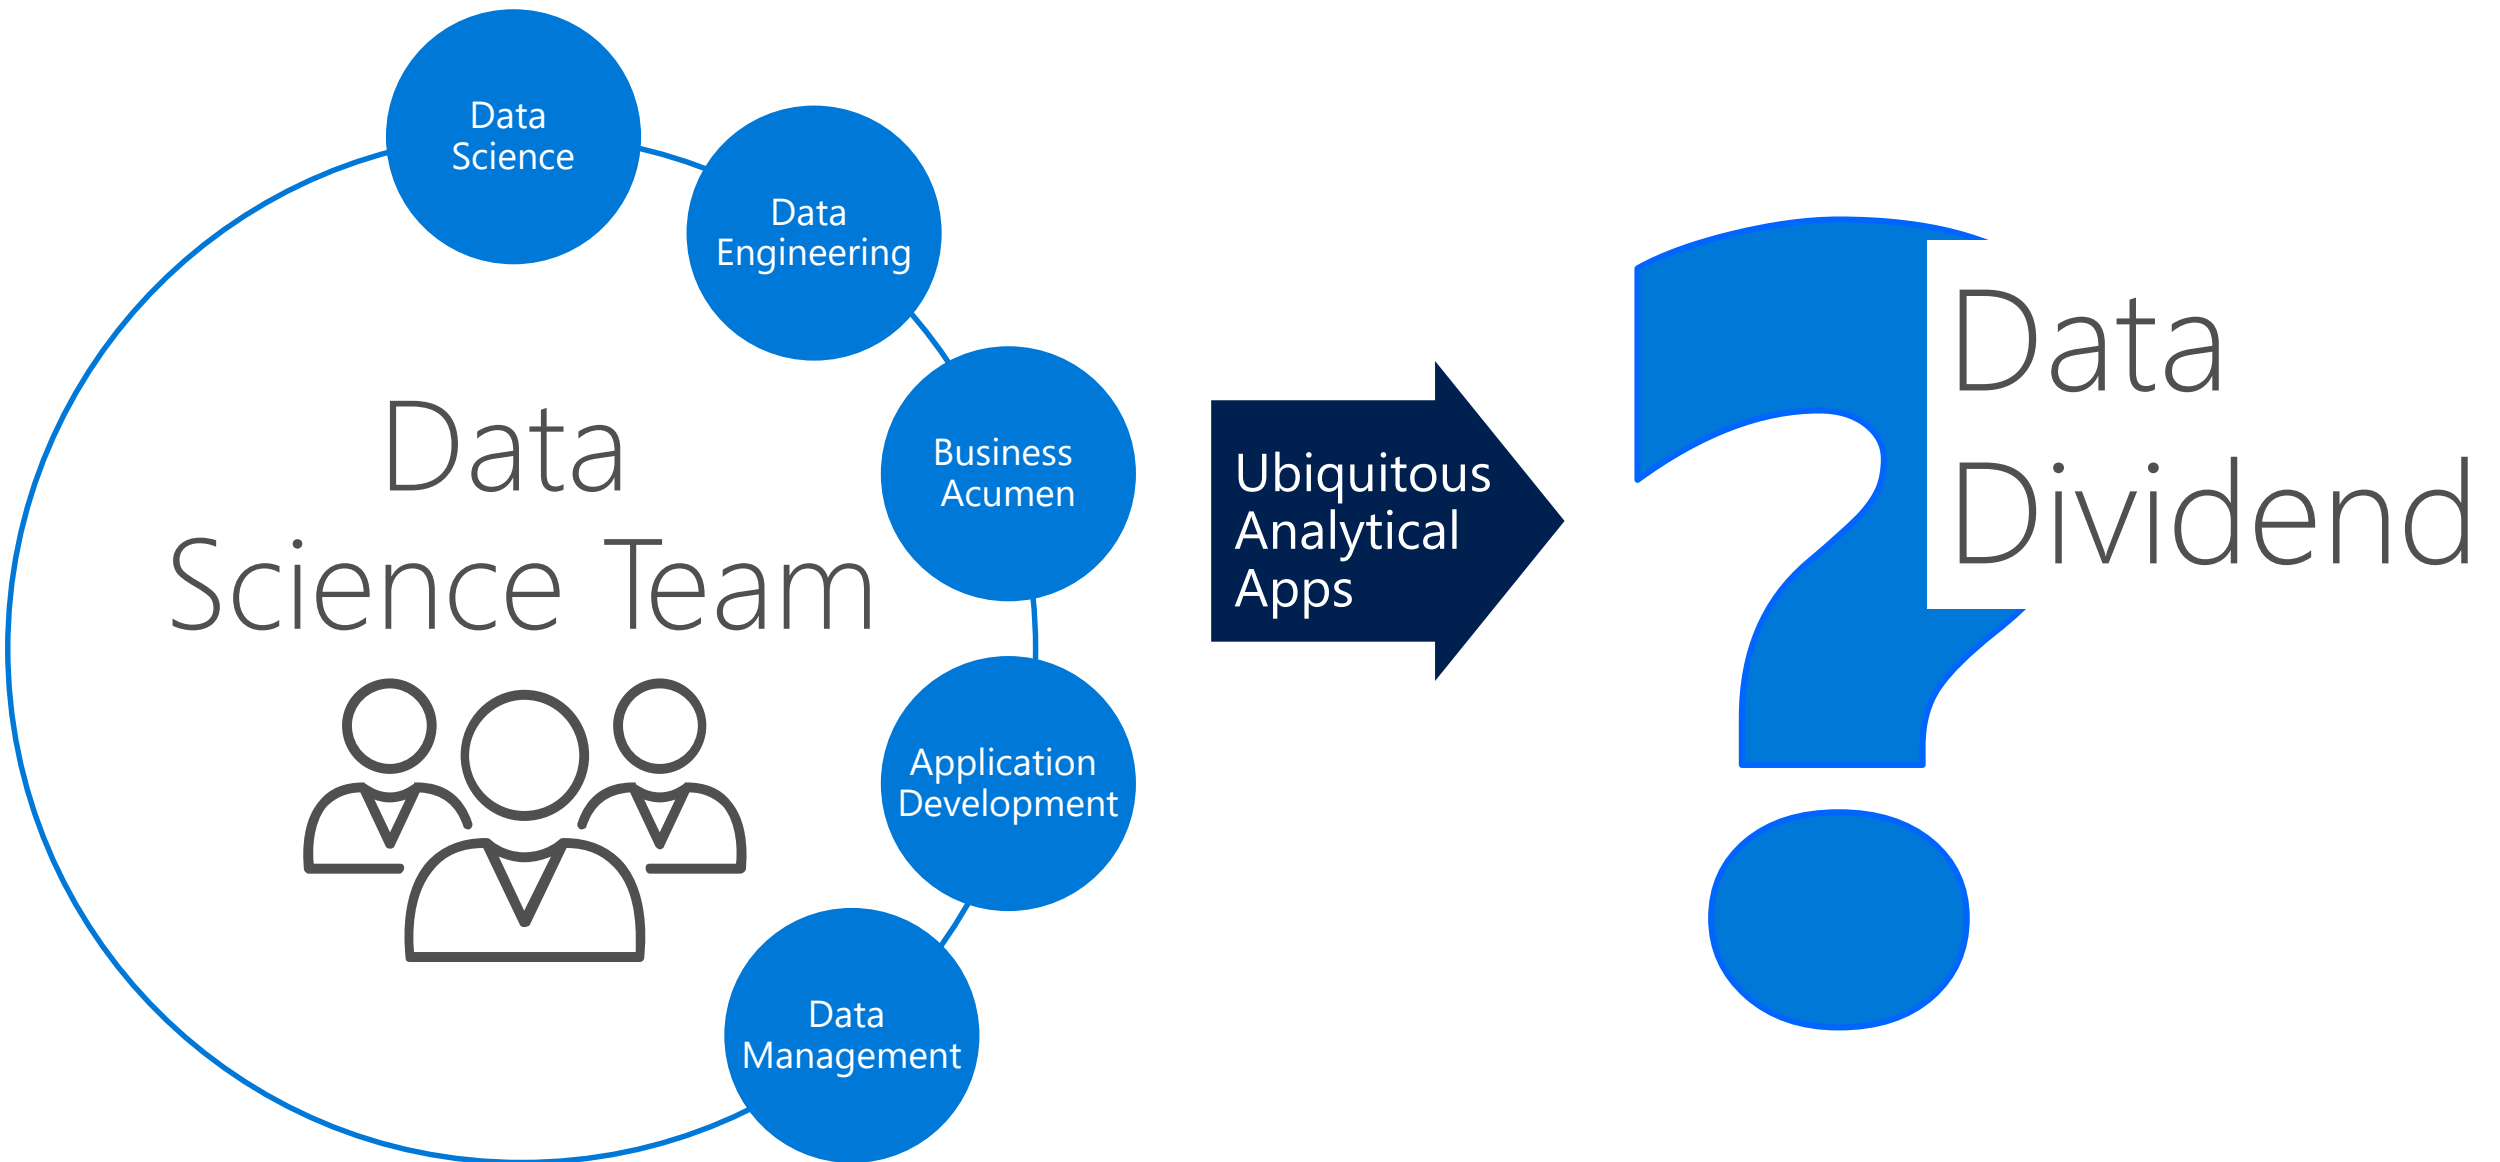 Data
Science
Data
Engineering
Business
Acumen
Application
Development
Data
Management
Data
Science Team
Ubiquitous
Analytical
Apps
?
Data
Dividend